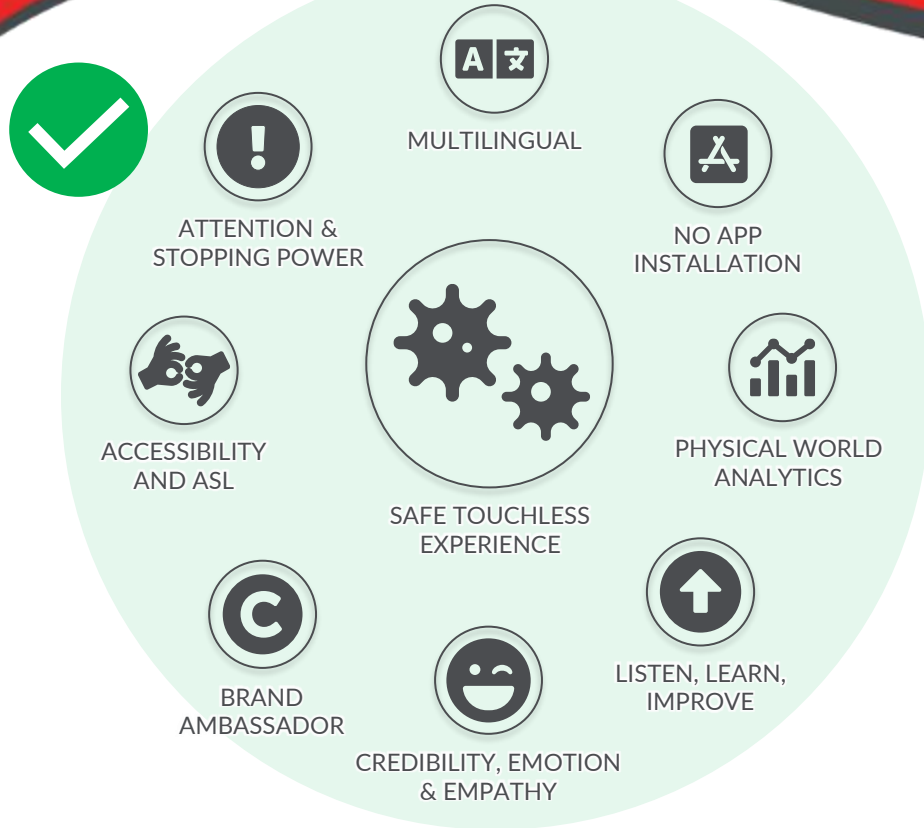 A 文
MULTILINGUAL
!
ATTENTION &
STOPPING POWER
NO APP
INSTALLATION
ACCESSIBILITY
AND ASL
SAFE TOUCHLESS
EXPERIENCE
PHYSICAL WORLD
ANALYTICS
C
BRAND
AMBASSADOR
CREDIBILITY, EMOTION
& EMPATHY
LISTEN, LEARN,
IMPROVE